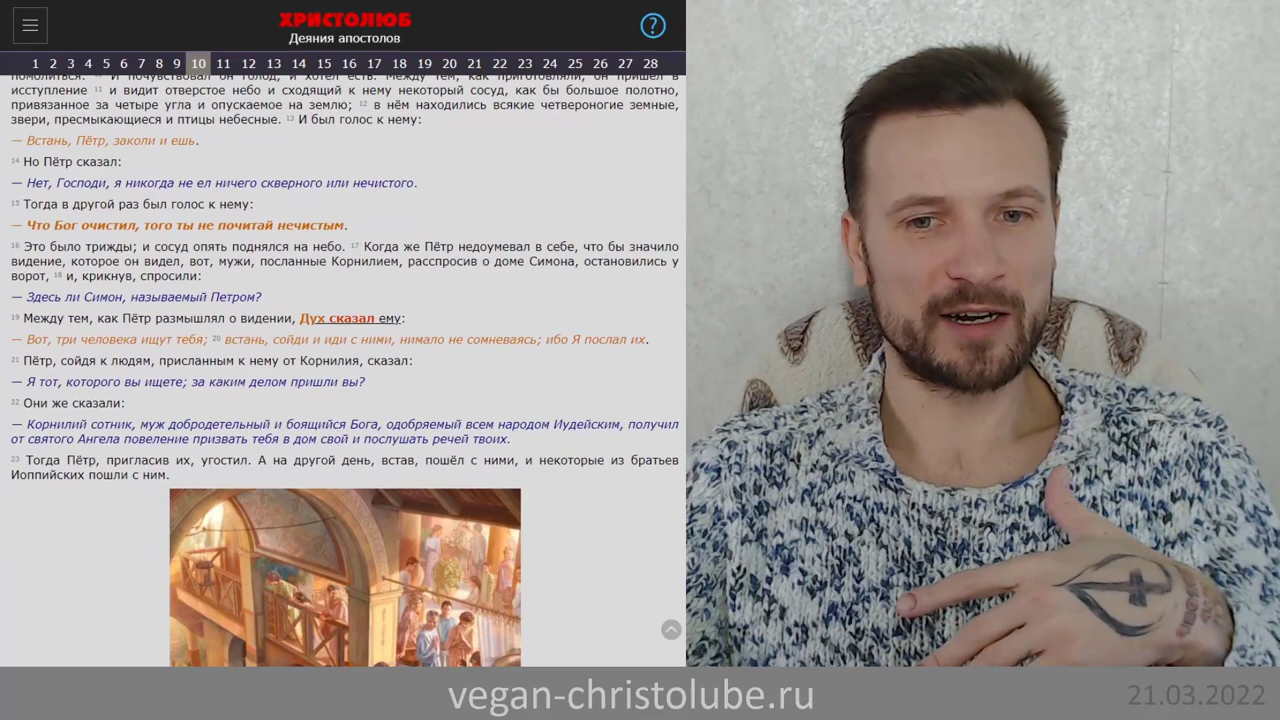 ХРИСТОЛЮБ
Деяния апостолов
1 2 3 4 5 6 7 8 9 10 11 12 13 14 15 16 17 18 19 20 21 22 23 24 25 26 27 28
помолиться. И почувствовал он голод, и хотел есть. Между тем, как приготовляли, он пришёл в
исступление 11 и видит отверстое небо и сходящий к нему некоторый сосуд, как бы большое полотно,
привязанное за четыре угла и опускаемое на землю; 12 в нём находились всякие четвероногие земные,
звери, пресмыкающиеся и птицы небесные. 13 И был голос к нему:
— Встань, Пётр, заколи и ешь.
14 Но Пётр сказал:
— Нет, Господи, я никогда не ел ничего скверного или нечистого.
15 Тогда в другой раз был голос к нему:
— Что Бог очистил, того ты не почитай нечистым.
16 Это было трижды; и сосуд опять поднялся на небо. 17 Когда же Пётр недоумевал в себе, что бы значило
видение, которое он видел, вот, мужи, посланные Корнилием, расспросив о доме Симона, остановились у
ворот, 18 и, крикнув, спросили:
— Здесь ли Симон, называемый Петром?
19 Между тем, как Пётр размышлял о видении, Дух сказал ему:
— Вот, три человека ищут тебя; 20 встань, сойди и иди с ними, нимало не сомневаясь; ибо Я послал их.
21 Пётр, сойдя к людям, присланным к нему от Корнилия, сказал:
— Я тот, которого вы ищете; за каким делом пришли вы?
22 Они же сказали:
— Корнилий сотник, муж добродетельный и боящийся Бога, одобряемый всем народом Иудейским, получил
от святого Ангела повеление призвать тебя в дом свой и послушать речей твоих.
23 Тогда Пётр, пригласив их, угостил. А на другой день, встав, пошёл с ними, и некоторые из братьев
Иоппийских пошли с ним.
vegan-christolube.ru
21.03.2022